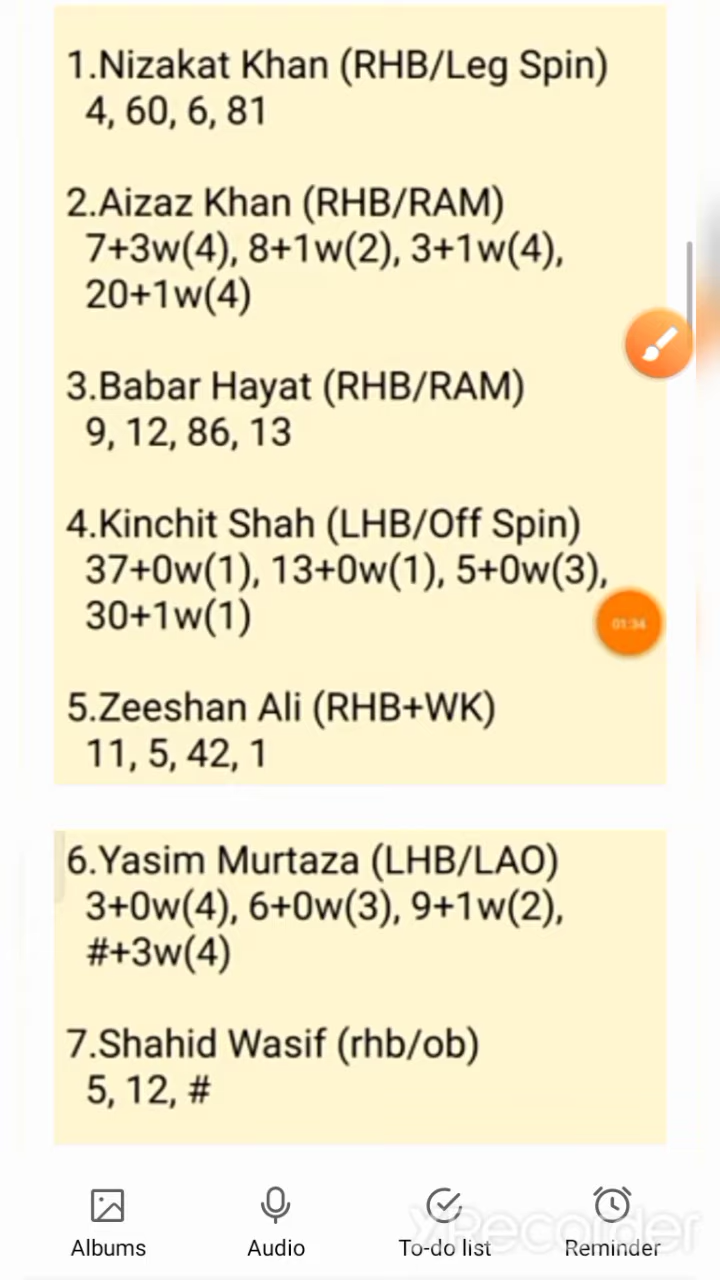 1.Nizakat Khan (RHB/Leg Spin)
4, 60, 6, 81
2.Aizaz Khan (RHB/RAM)
7+3w(4), 8+1w(2), 3+1w(4),
20+1w(4)
3.Babar Hayat (RHB/RAM)
9, 12, 86, 13
4.Kinchit Shah (LHB/Off Spin)
37+0w(1), 13+0w(1), 5+0w(3),
30+1w(1)
01:34
5.Zeeshan Ali (RHB+WK)
11, 5, 42, 1
6.Yasim Murtaza (LHB/LAO)
3+0w(4), 6+0w(3), 9+1w(2),
#+3w(4)
7.Shahid Wasif (rhb/ob)
5, 12, #
XRecorder
Albums
Audio
To-do list
Reminder